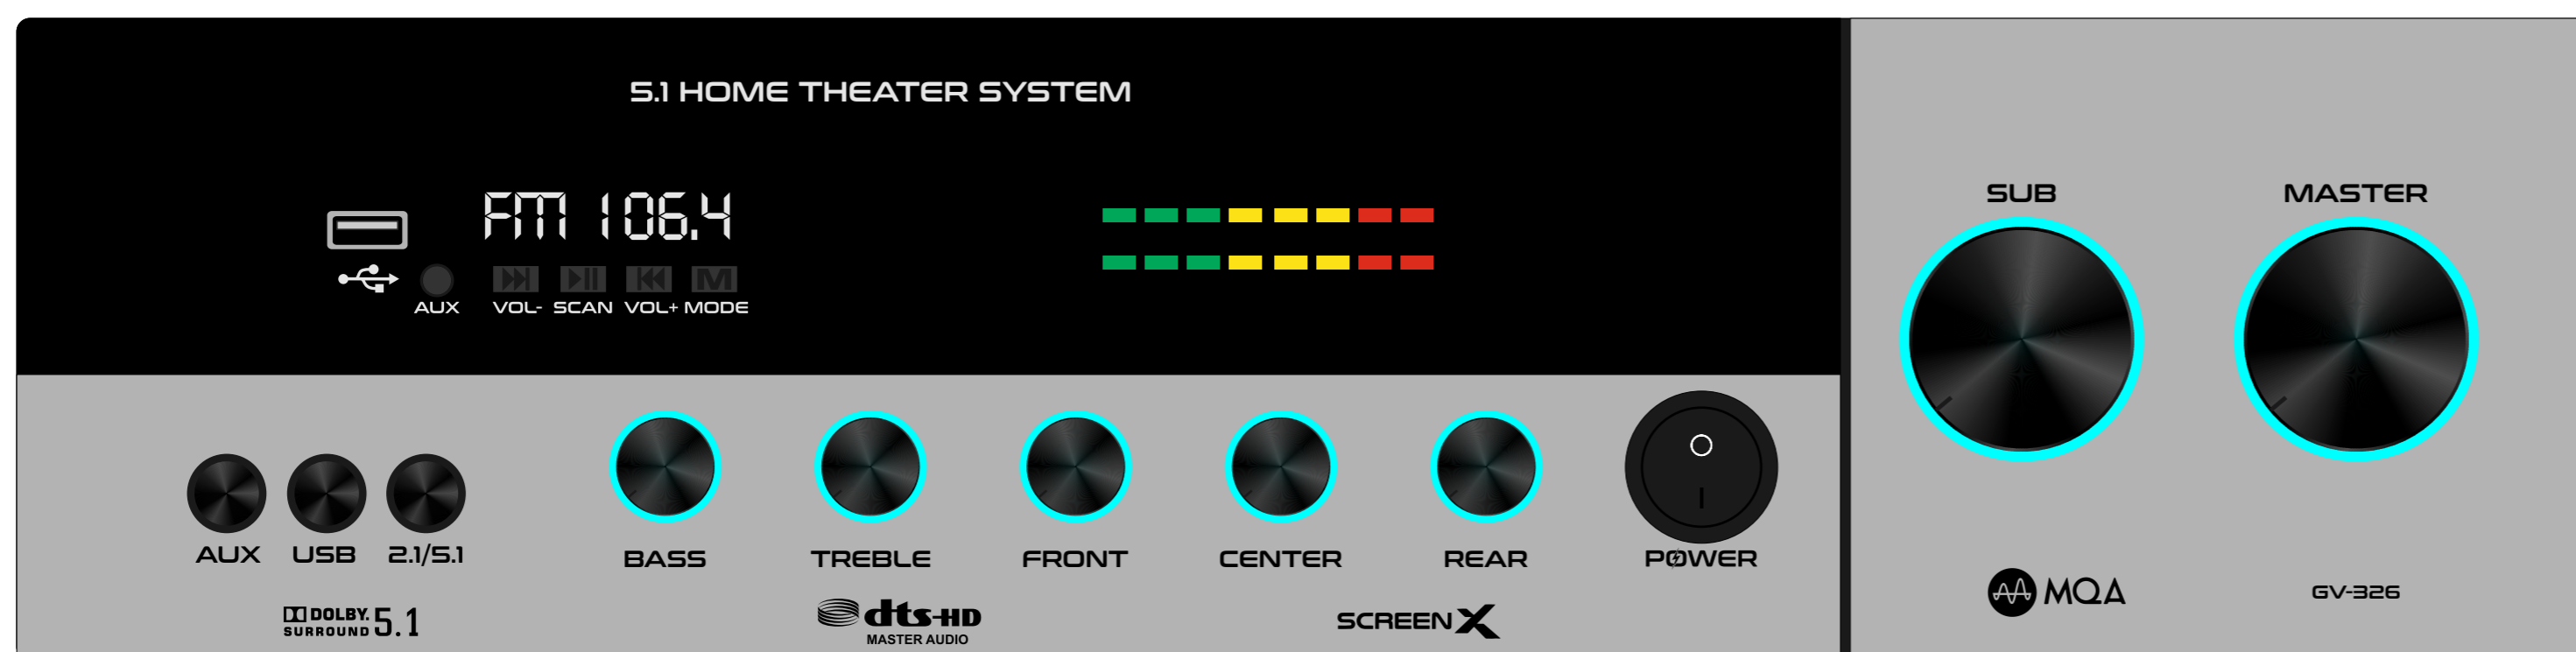 5.1 HOME THEATER SYSTEM
FM 106.4
AUX VOL- SCAN VOL+ MODE
M
SUB MASTER
AUX USB 2.1/5.1
BASS TREBLE FRONT CENTER REAR POWER
DOLBY.
SURROUND 5.1
dts-HD
MASTER AUDIO
SCREENX
MQA
GV-326